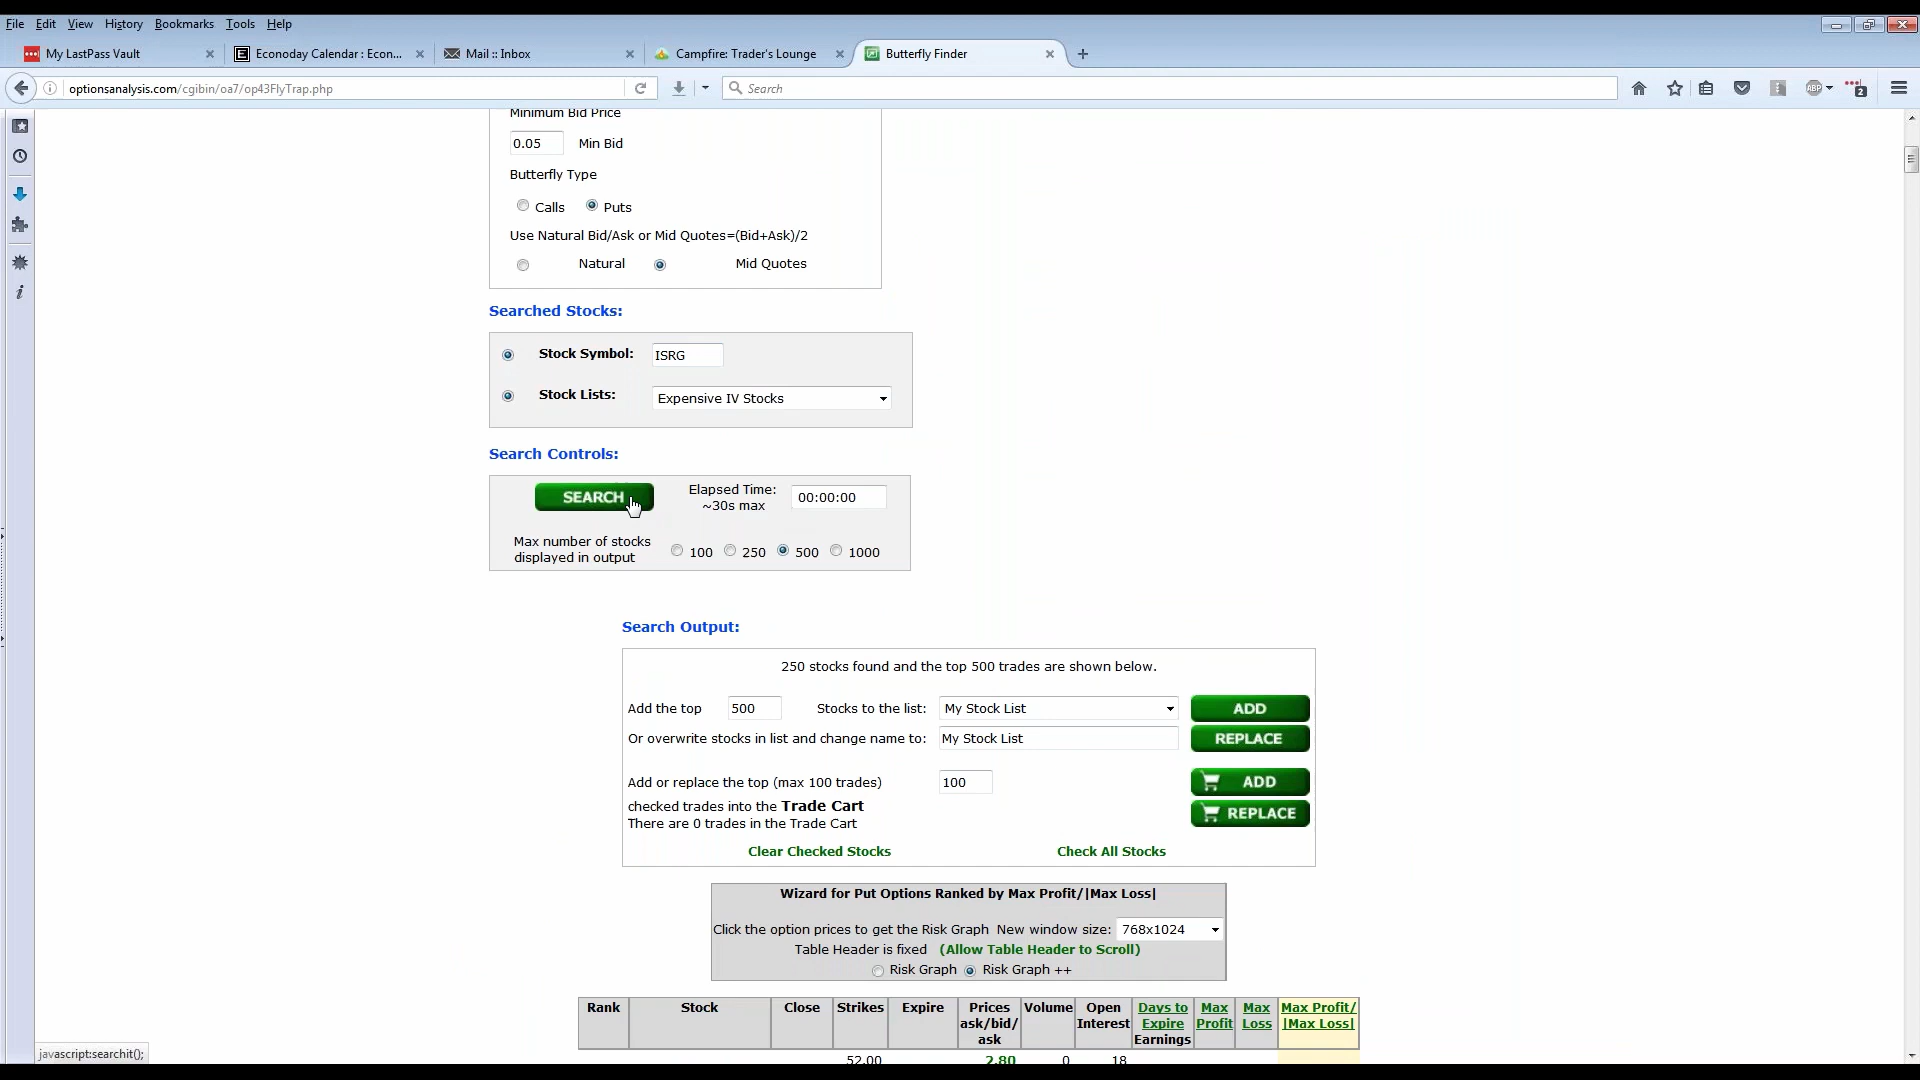 File Edit View History Bookmarks Tools Help
My LastPass Vault
Econoday Calendar : Econ...
Mail :: Inbox
Campfire: Trader's Lounge
Butterfly Finder
optionsanalysis.com/cgibin/oa7/op43FlyTrap.php
Search
ABP
2
Minimum Bid Price
0.05 Min Bid
Butterfly Type
Calls Puts
Use Natural Bid/Ask or Mid Quotes=(Bid+Ask)/2
Natural Mid Quotes
Searched Stocks:
Stock Symbol: ISRG
Stock Lists: Expensive IV Stocks
Search Controls:
SEARCH
Elapsed Time:
~30s max
00:00:00
Max number of stocks
displayed in output
100 250 500 1000
Search Output:
250 stocks found and the top 500 trades are shown below.
Add the top 500 Stocks to the list: My Stock List ADD
Or overwrite stocks in list and change name to: My Stock List REPLACE
Add or replace the top (max 100 trades) 100 ADD
checked trades into the Trade Cart REPLACE
There are 0 trades in the Trade Cart
Clear Checked Stocks Check All Stocks
Wizard for Put Options Ranked by Max Profit/|Max Loss|
Click the option prices to get the Risk Graph New window size: 768x1024
Table Header is fixed (Allow Table Header to Scroll)
Risk Graph Risk Graph ++
Rank Stock Close Strikes Expire Prices ask/bid/ ask Volume Open Interest Days to Expire Earnings Max Profit Max Loss Max Profit/ |Max Loss|
52.00 2.80 0 18
javascript:searchit();